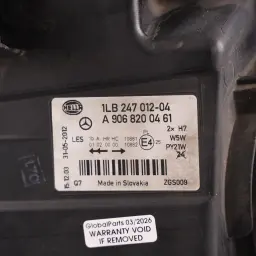 HELLA
1LB 247 012-04
A 906 820 04 61
2x H7
W5W
PY21W
LES
E4
31-05-2012
15.12.03
G7
Made in Slovakia
ZG5009
GlobalParts 03/2026
WARRANTY VOID
IF REMOVED